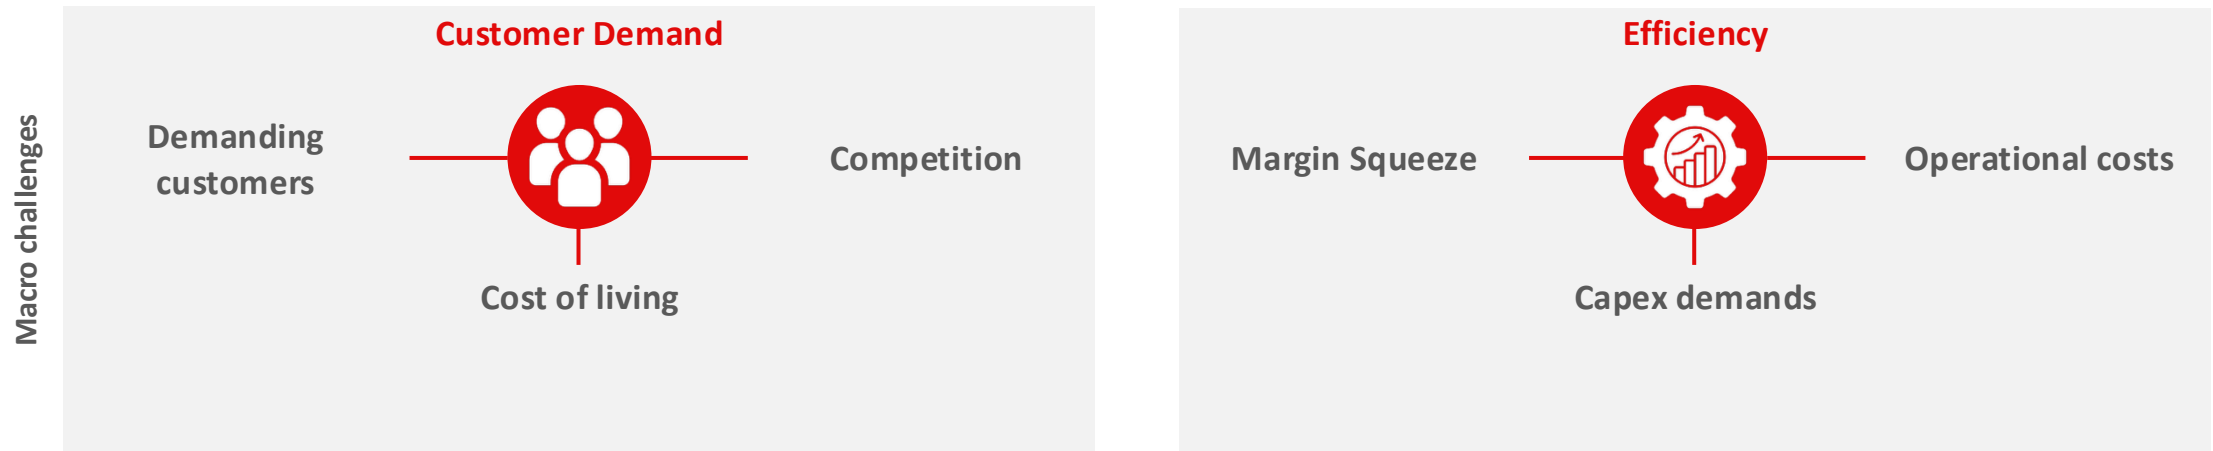 Macro challenges
Customer Demand
Demanding
customers
Competition
Cost of living
Efficiency
Margin Squeeze
Operational costs
Capex demands